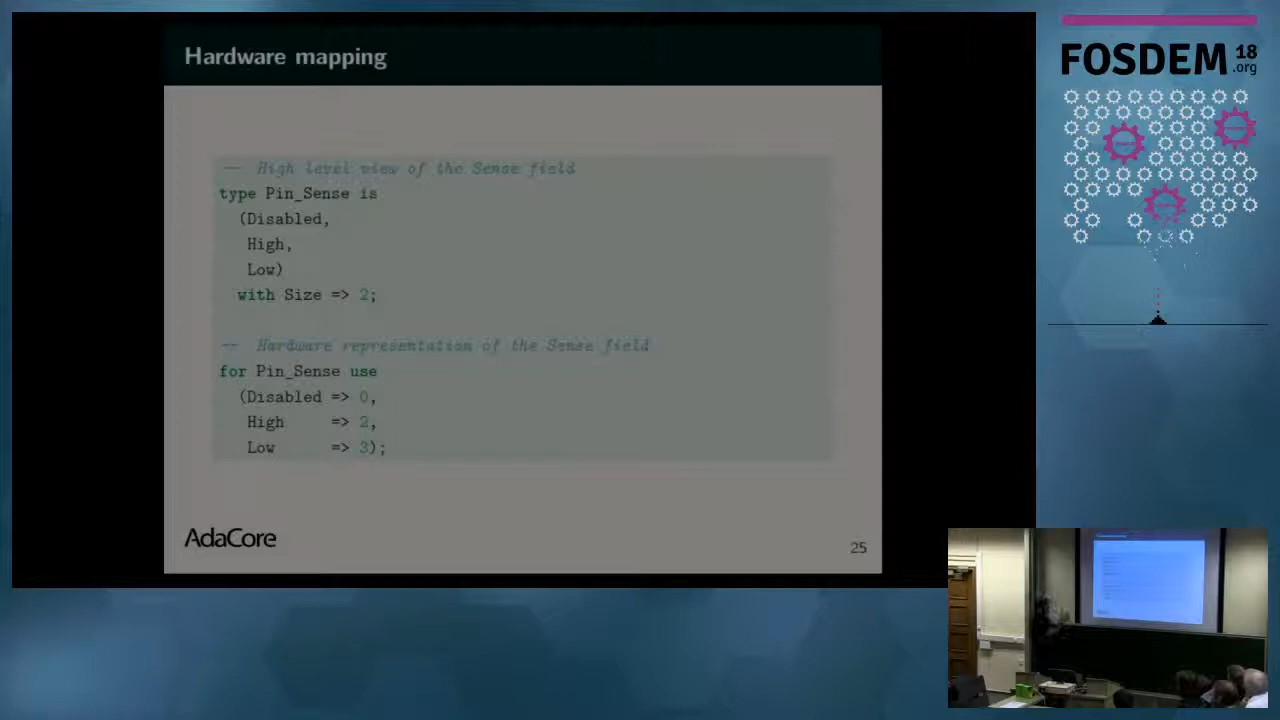 Hardware mapping
-- High level view of the Sense field
type Pin_Sense is
(Disabled,
High,
Low)
with Size => 2;
-- Hardware representation of the Sense field
for Pin_Sense use
(Disabled => 0,
High => 2,
Low => 3);
AdaCore
25
FOSDEM 18
.org